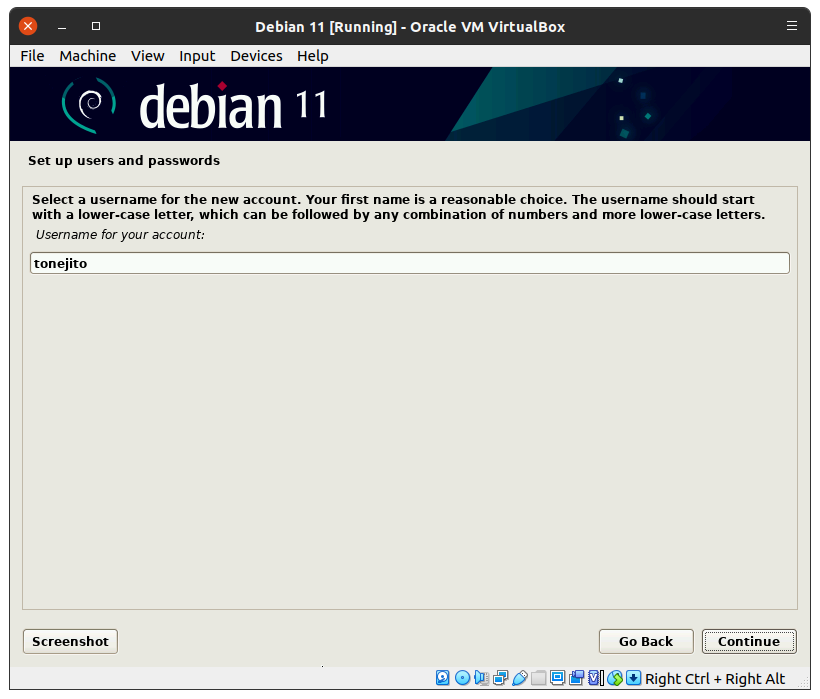 Debian 11 [Running] - Oracle VM VirtualBox
File Machine View Input Devices Help
debian 11
Set up users and passwords
Select a username for the new account. Your first name is a reasonable choice. The username should start
with a lower-case letter, which can be followed by any combination of numbers and more lower-case letters.
Username for your account:
tonejito
Screenshot Go Back Continue
Right Ctrl + Right Alt